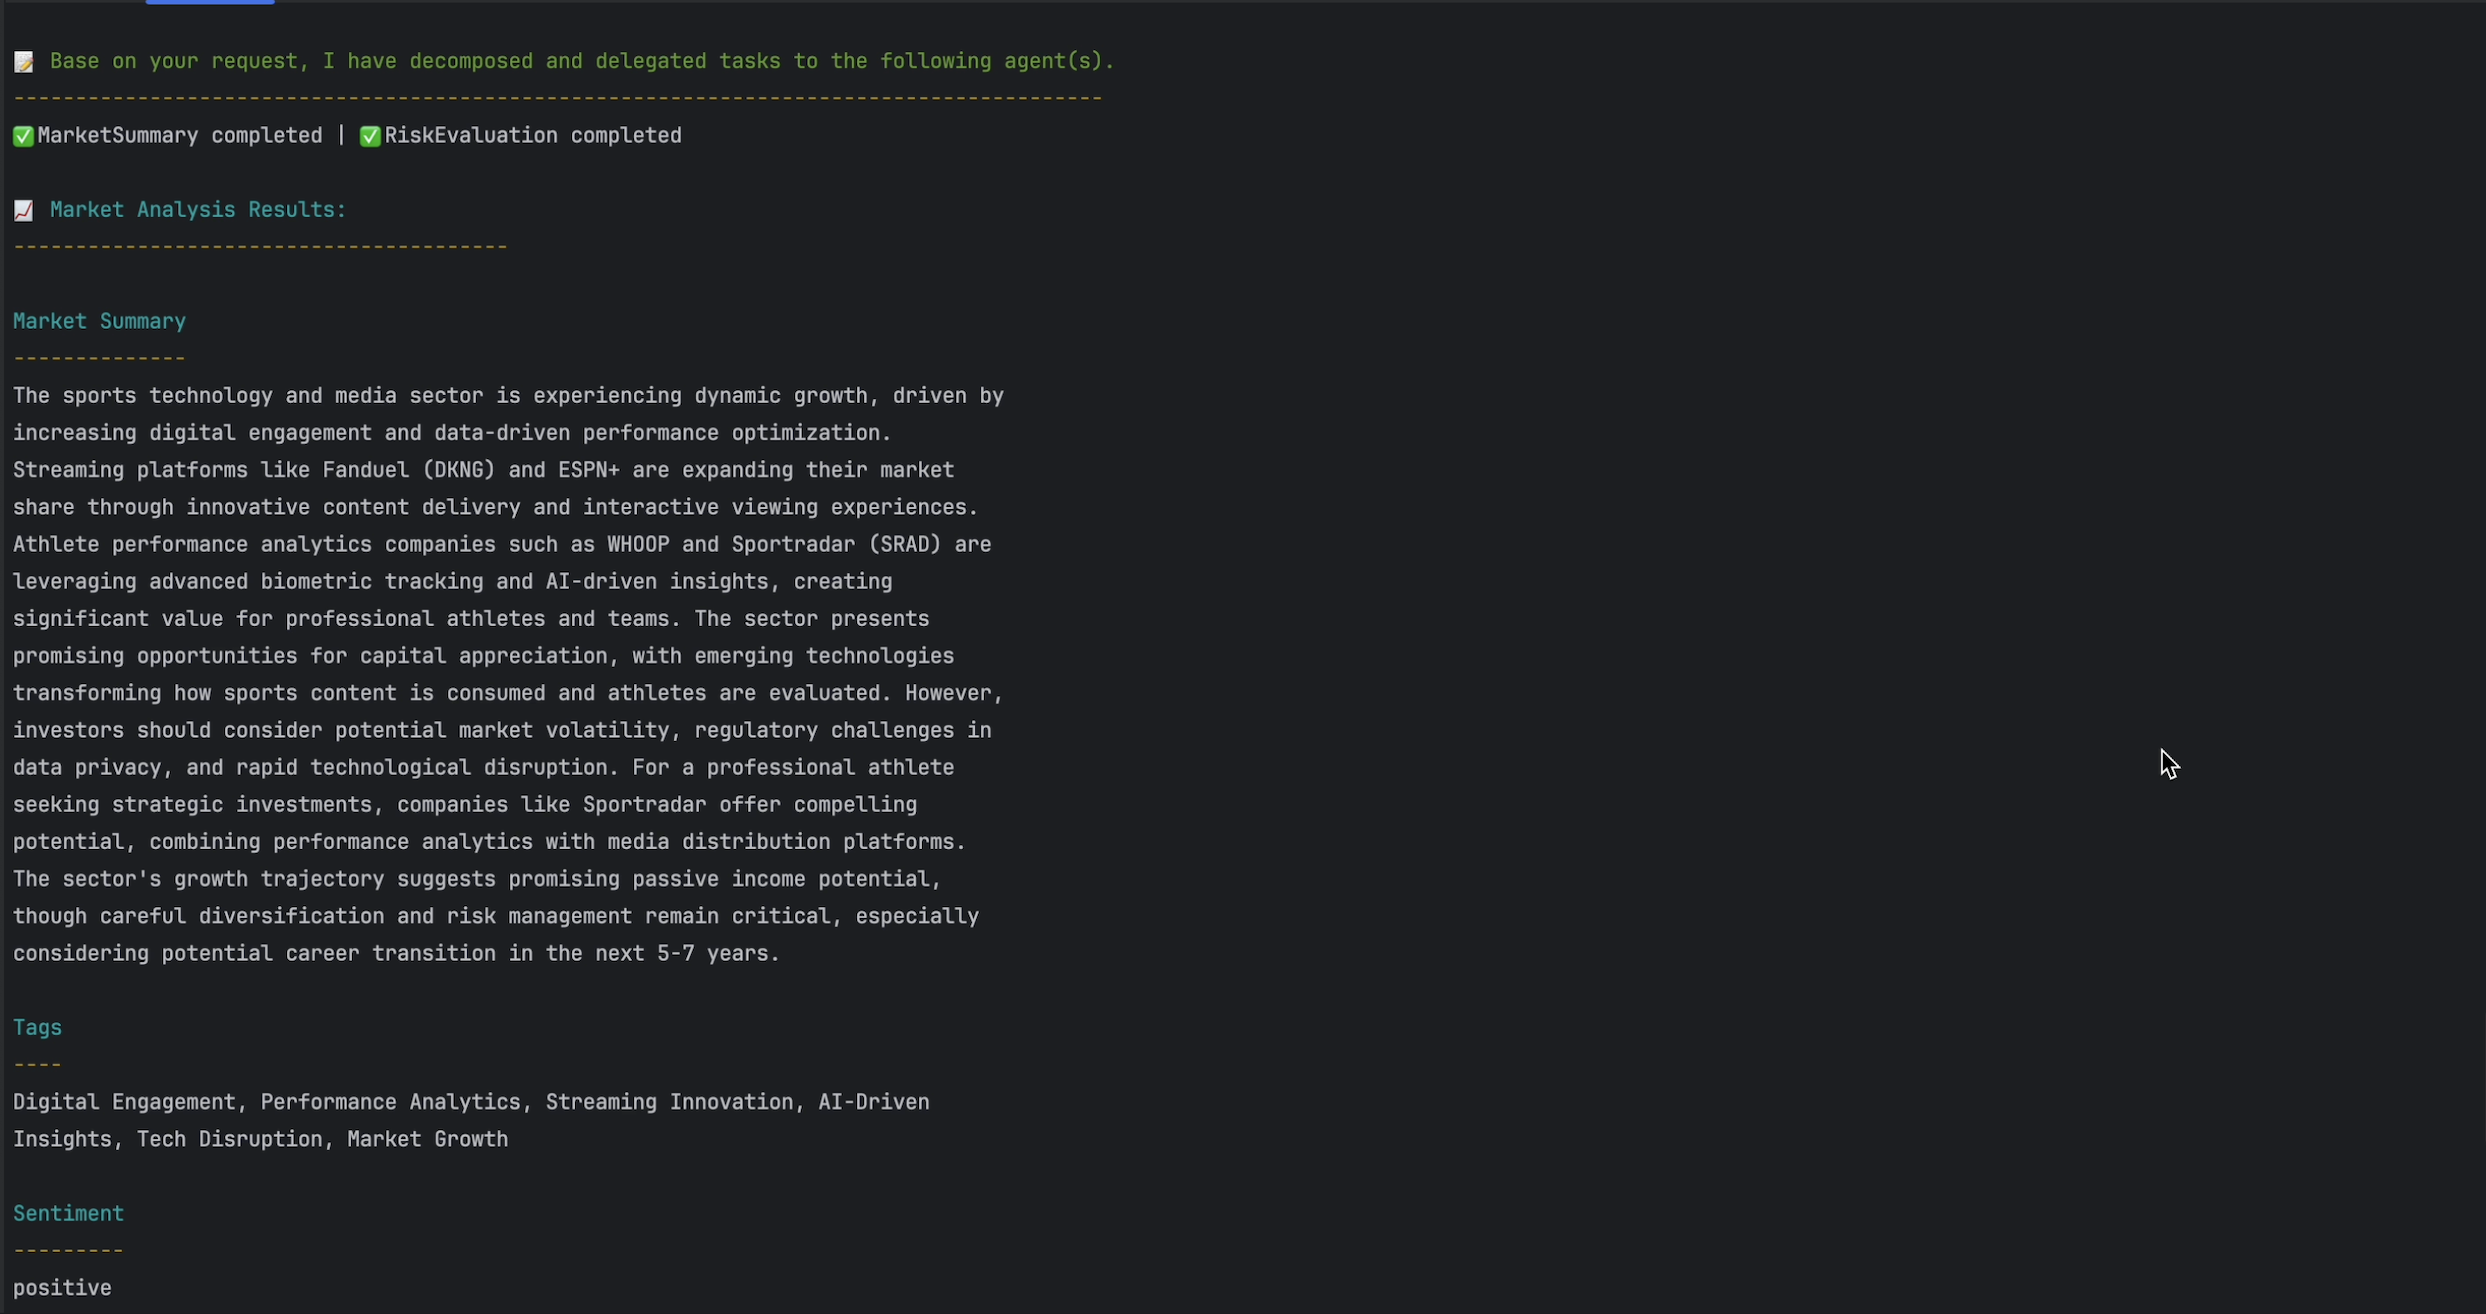 📝 Base on your request, I have decomposed and delegated tasks to the following agent(s).
----------------------------------------------------------------------------------------
✅MarketSummary completed | ✅RiskEvaluation completed
📈 Market Analysis Results:
----------------------------------------
Market Summary
--------------
The sports technology and media sector is experiencing dynamic growth, driven by
increasing digital engagement and data-driven performance optimization.
Streaming platforms like Fanduel (DKNG) and ESPN+ are expanding their market
share through innovative content delivery and interactive viewing experiences.
Athlete performance analytics companies such as WHOOP and Sportradar (SRAD) are
leveraging advanced biometric tracking and AI-driven insights, creating
significant value for professional athletes and teams. The sector presents
promising opportunities for capital appreciation, with emerging technologies
transforming how sports content is consumed and athletes are evaluated. However,
investors should consider potential market volatility, regulatory challenges in
data privacy, and rapid technological disruption. For a professional athlete
seeking strategic investments, companies like Sportradar offer compelling
potential, combining performance analytics with media distribution platforms.
The sector's growth trajectory suggests promising passive income potential,
though careful diversification and risk management remain critical, especially
considering potential career transition in the next 5-7 years.
Tags
----
Digital Engagement, Performance Analytics, Streaming Innovation, AI-Driven
Insights, Tech Disruption, Market Growth
Sentiment
---------
positive